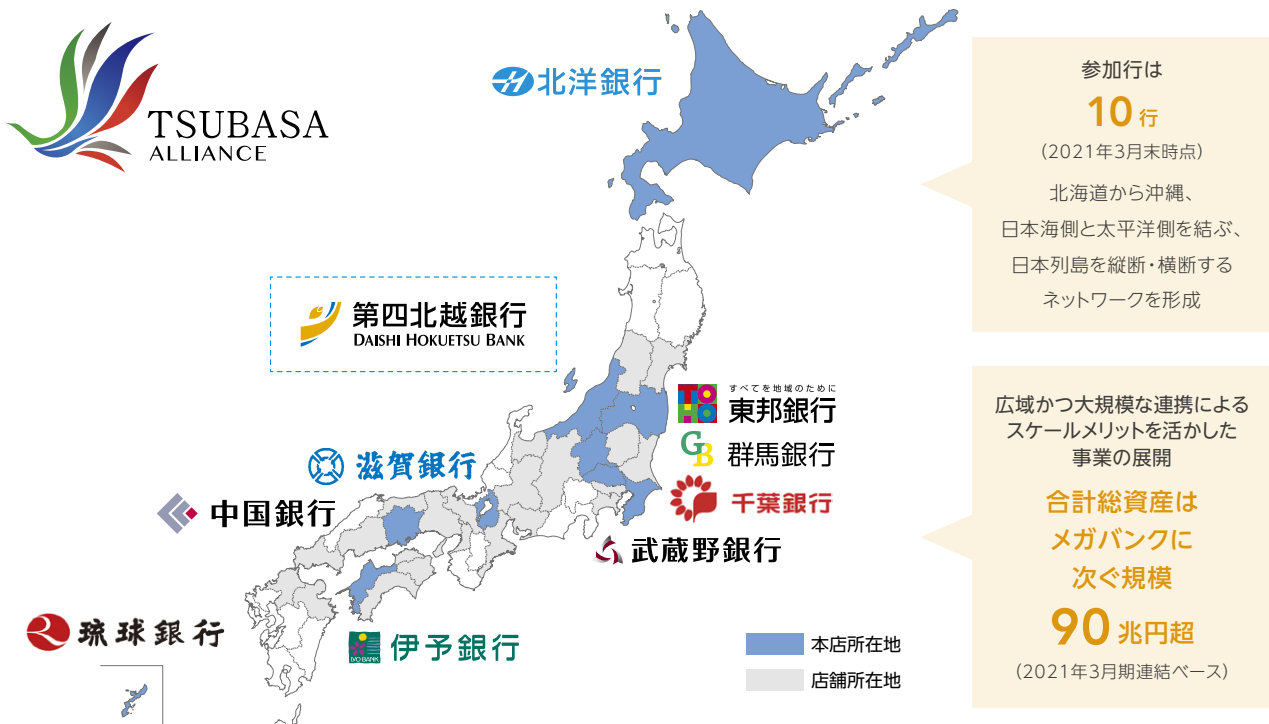 TSUBASA
ALLIANCE
北洋銀行
第四北越銀行
DAISHI HOKUETSU BANK
すべてを地域のために
TOHO
東邦銀行
GB
群馬銀行
滋賀銀行
千葉銀行
中国銀行
武蔵野銀行
琉球銀行
IYO BANK
伊予銀行
本店所在地
店舗所在地
参加行は
10行
(2021年3月末時点)
北海道から沖縄、
日本海側と太平洋側を結ぶ、
日本列島を縦断・横断する
ネットワークを形成
広域かつ大規模な連携による
スケールメリットを活かした
事業の展開
合計総資産は
メガバンクに
次ぐ規模
90兆円超
(2021年3月期連結ベース)